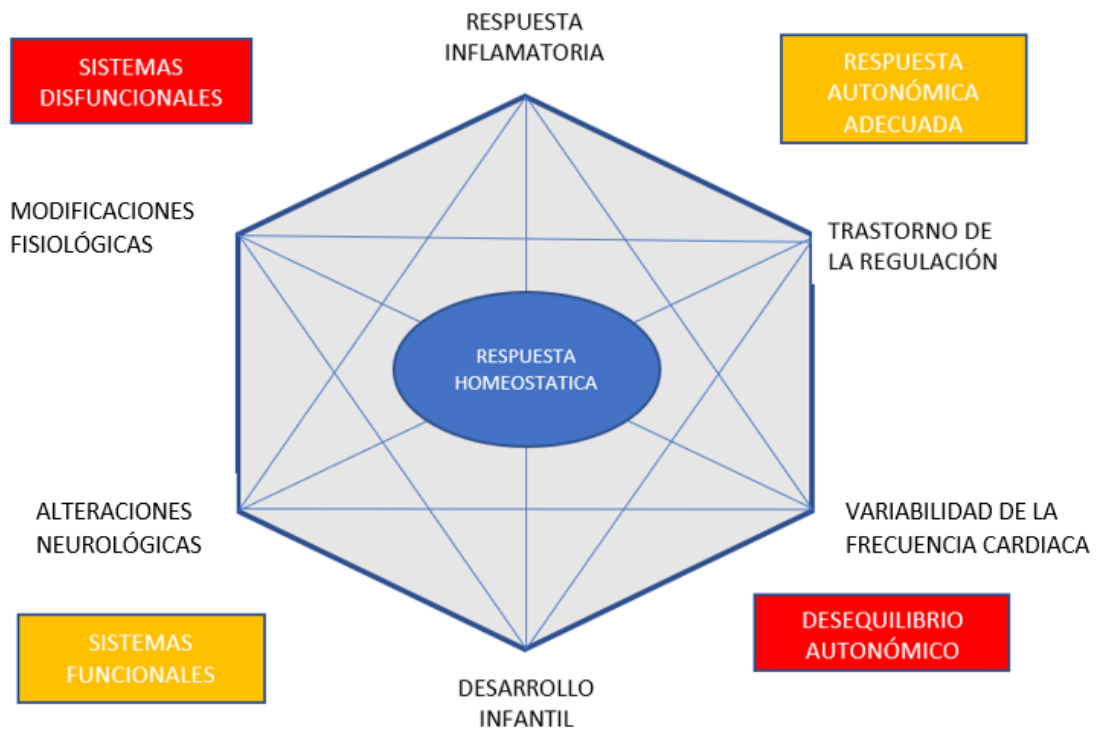 RESPUESTA
INFLAMATORIA
SISTEMAS
DISFUNCIONALES
RESPUESTA
AUTONÓMICA
ADECUADA
MODIFICACIONES
FISIOLÓGICAS
TRASTORNO DE
LA REGULACIÓN
RESPUESTA
HOMEOSTATICA
ALTERACIONES
NEUROLÓGICAS
VARIABILIDAD DE LA
FRECUENCIA CARDIACA
SISTEMAS
FUNCIONALES
DESEQUILIBRIO
AUTONÓMICO
DESARROLLO
INFANTIL